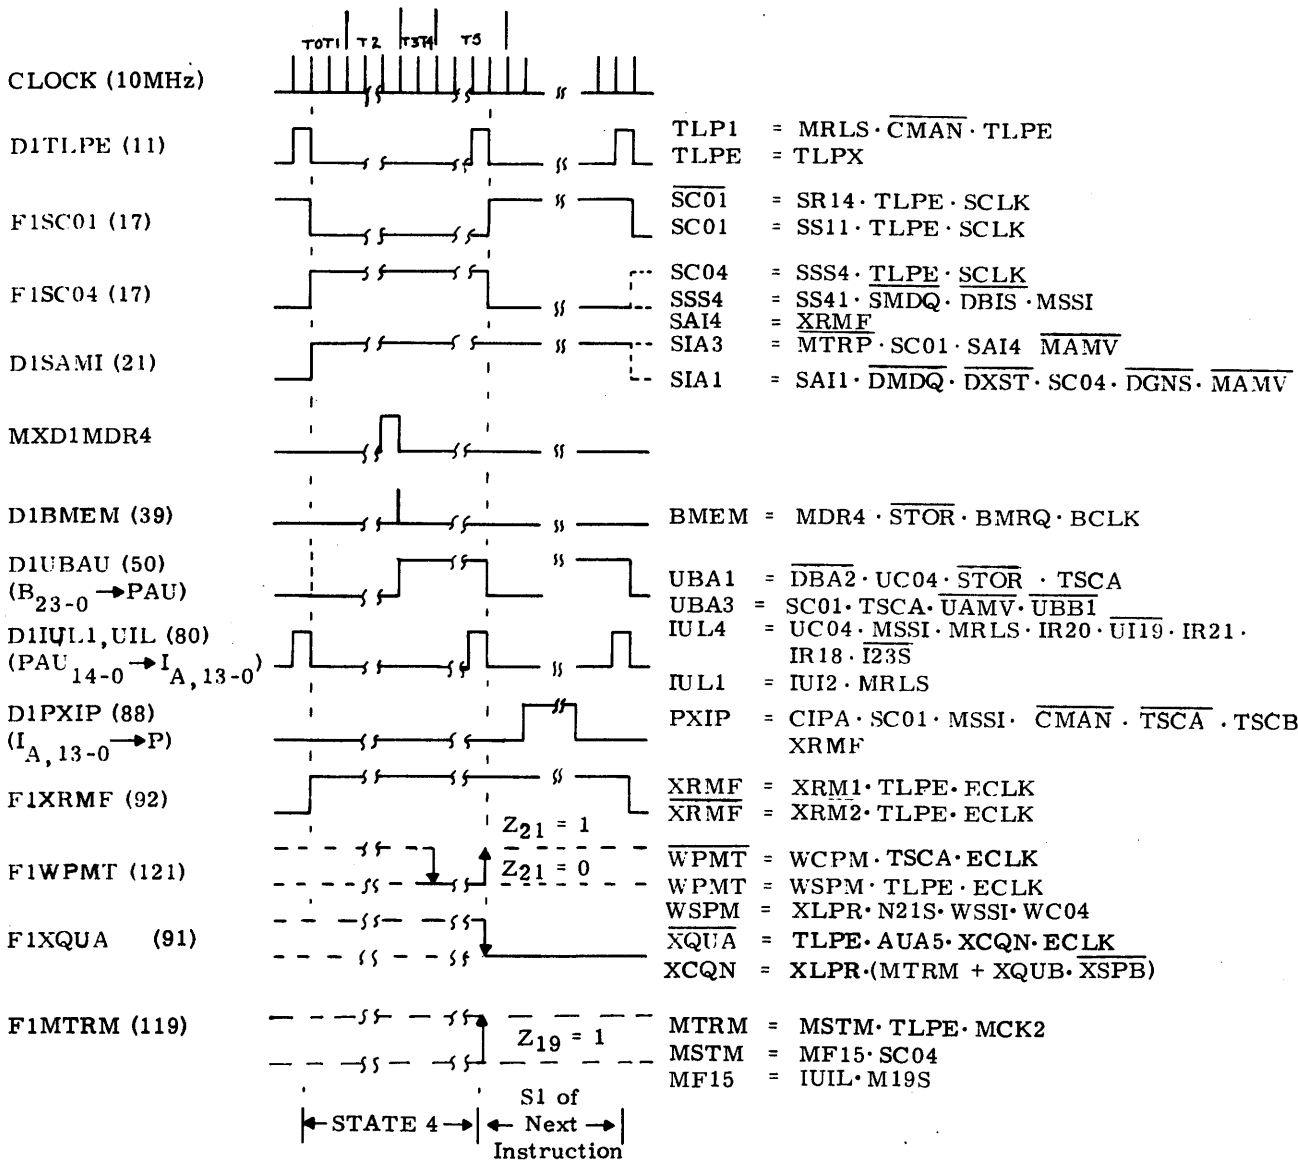 T0T1 T2 T3T4 T5
CLOCK (10MHz)
D1TLPE (11)
TLP1 = MRLS · CMAN · TLPE
TLPE = TLPX
F1SC01 (17)
SC01 = SR14 · TLPE · SCLK
SC01 = SS11 · TLPE · SCLK
F1SC04 (17)
SC04 = SSS4 · TLPE · SCLK
SSS4 = SS41 · SMDQ · DBIS · MSSI
SAI4 = XRMF
D1SAMI (21)
SIA3 = MTRP · SC01 · SAI4 MAMV
SIA1 = SAI1 · DMDQ · DXST · SC04 · DGNS · MAMV
MXD1MDR4
D1BMEM (39)
BMEM = MDR4 · STOR · BMRQ · BCLK
D1UBAU (50)
(B23-0 → PAU)
UBA1 = DBA2 · UC04 · STOR · TSCA
UBA3 = SC01 · TSCA · UAMV · UBB1
D1IUL1, UIL (80)
(PAU14-0 → IA, 13-0)
IUL4 = UC04 · MSSI · MRLS · IR20 · UI19 · IR21 ·
IR18 · I23S
IUL1 = IUI2 · MRLS
D1PXIP (88)
(IA, 13-0 → P)
PXIP = CIPA · SC01 · MSSI · CMAN · TSCA · TSCB
XRMF
F1XRMF (92)
XRMF = XRM1 · TLPE · ECLK
XRMF = XRM2 · TLPE · ECLK
Z21 = 1
Z21 = 0
F1WPMT (121)
WPMT = WCPM · TSCA · ECLK
WPMT = WSPM · TLPE · ECLK
WSPM = XLPR · N21S · WSSI · WC04
F1XQUA (91)
XQUA = TLPE · AUA5 · XCQN · ECLK
XCQN = XLPR · (MTRM + XQUB · XSPB)
F1MTRM (119)
Z19 = 1
MTRM = MSTM · TLPE · MCK2
MSTM = MF15 · SC04
MF15 = IUIL · M19S
STATE 4
S1 of
Next
Instruction